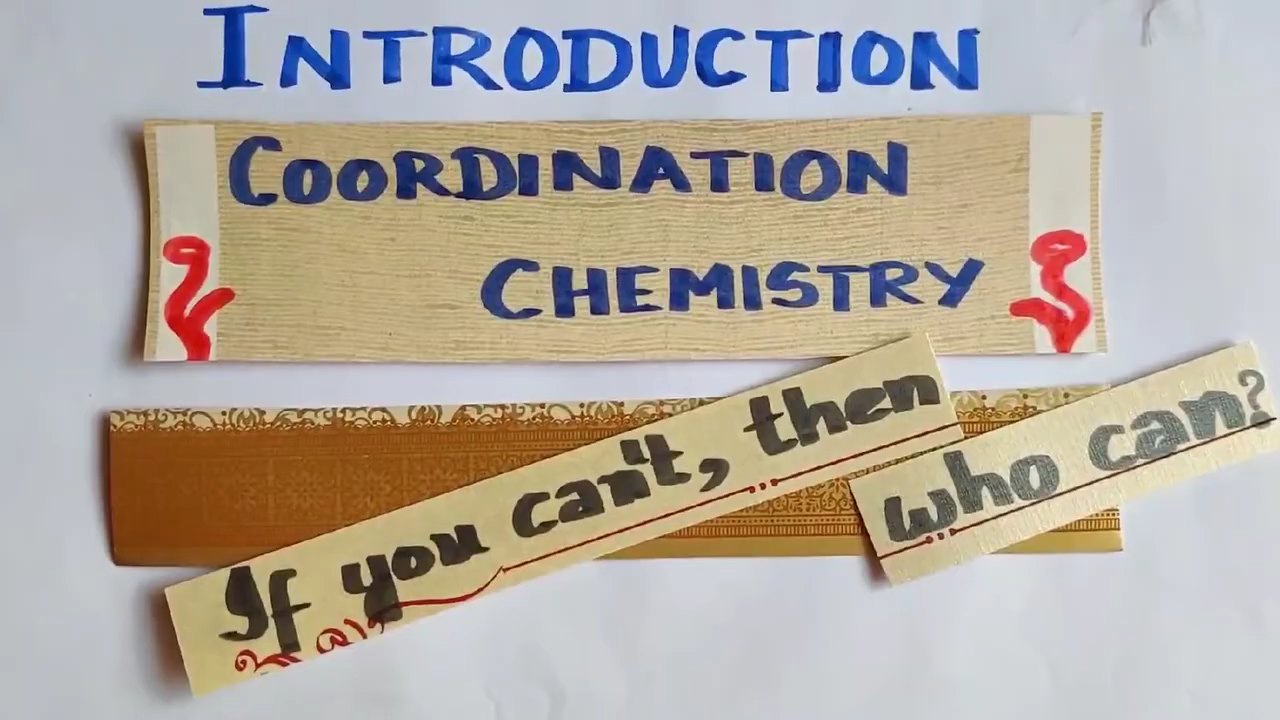 INTRODUCTION
COORDINATION
CHEMISTRY
If you can't, then
who can?